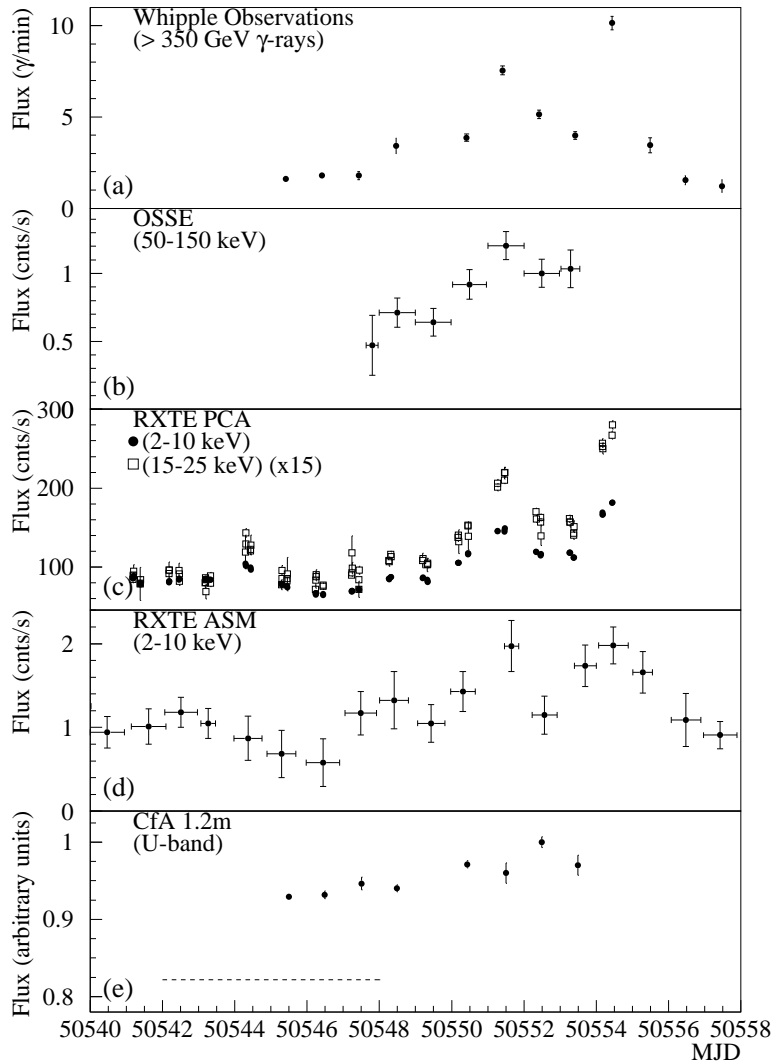 Whipple Observations
(> 350 GeV γ-rays)
Flux (γ/min)
10
5
0
(a)
OSSE
(50-150 keV)
Flux (cnts/s)
1
0.5
0
(b)
RXTE PCA
(2-10 keV)
(15-25 keV) (x15)
Flux (cnts/s)
300
200
100
(c)
RXTE ASM
(2-10 keV)
Flux (cnts/s)
2
1
0
(d)
CfA 1.2m
(U-band)
Flux (arbitrary units)
1
0.9
0.8
(e)
50540 50542 50544 50546 50548 50550 50552 50554 50556 50558
MJD